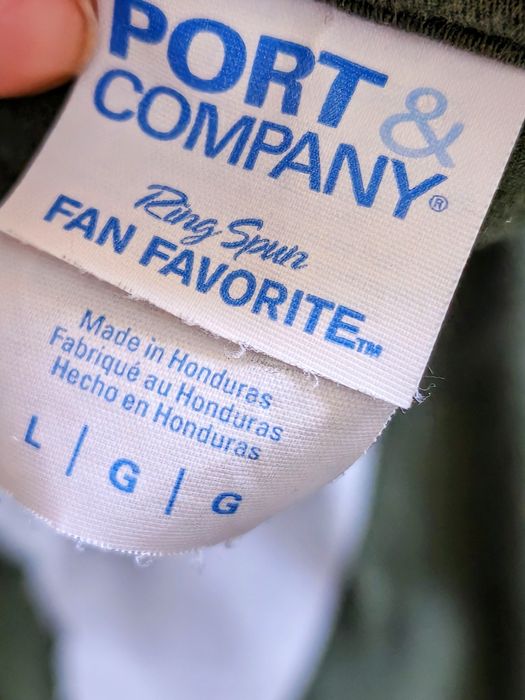 PORT &
COMPANY®
Ring Spun
FAN FAVORITE™
Made in Honduras
Fabriqué au Honduras
Hecho en Honduras
L | G | G